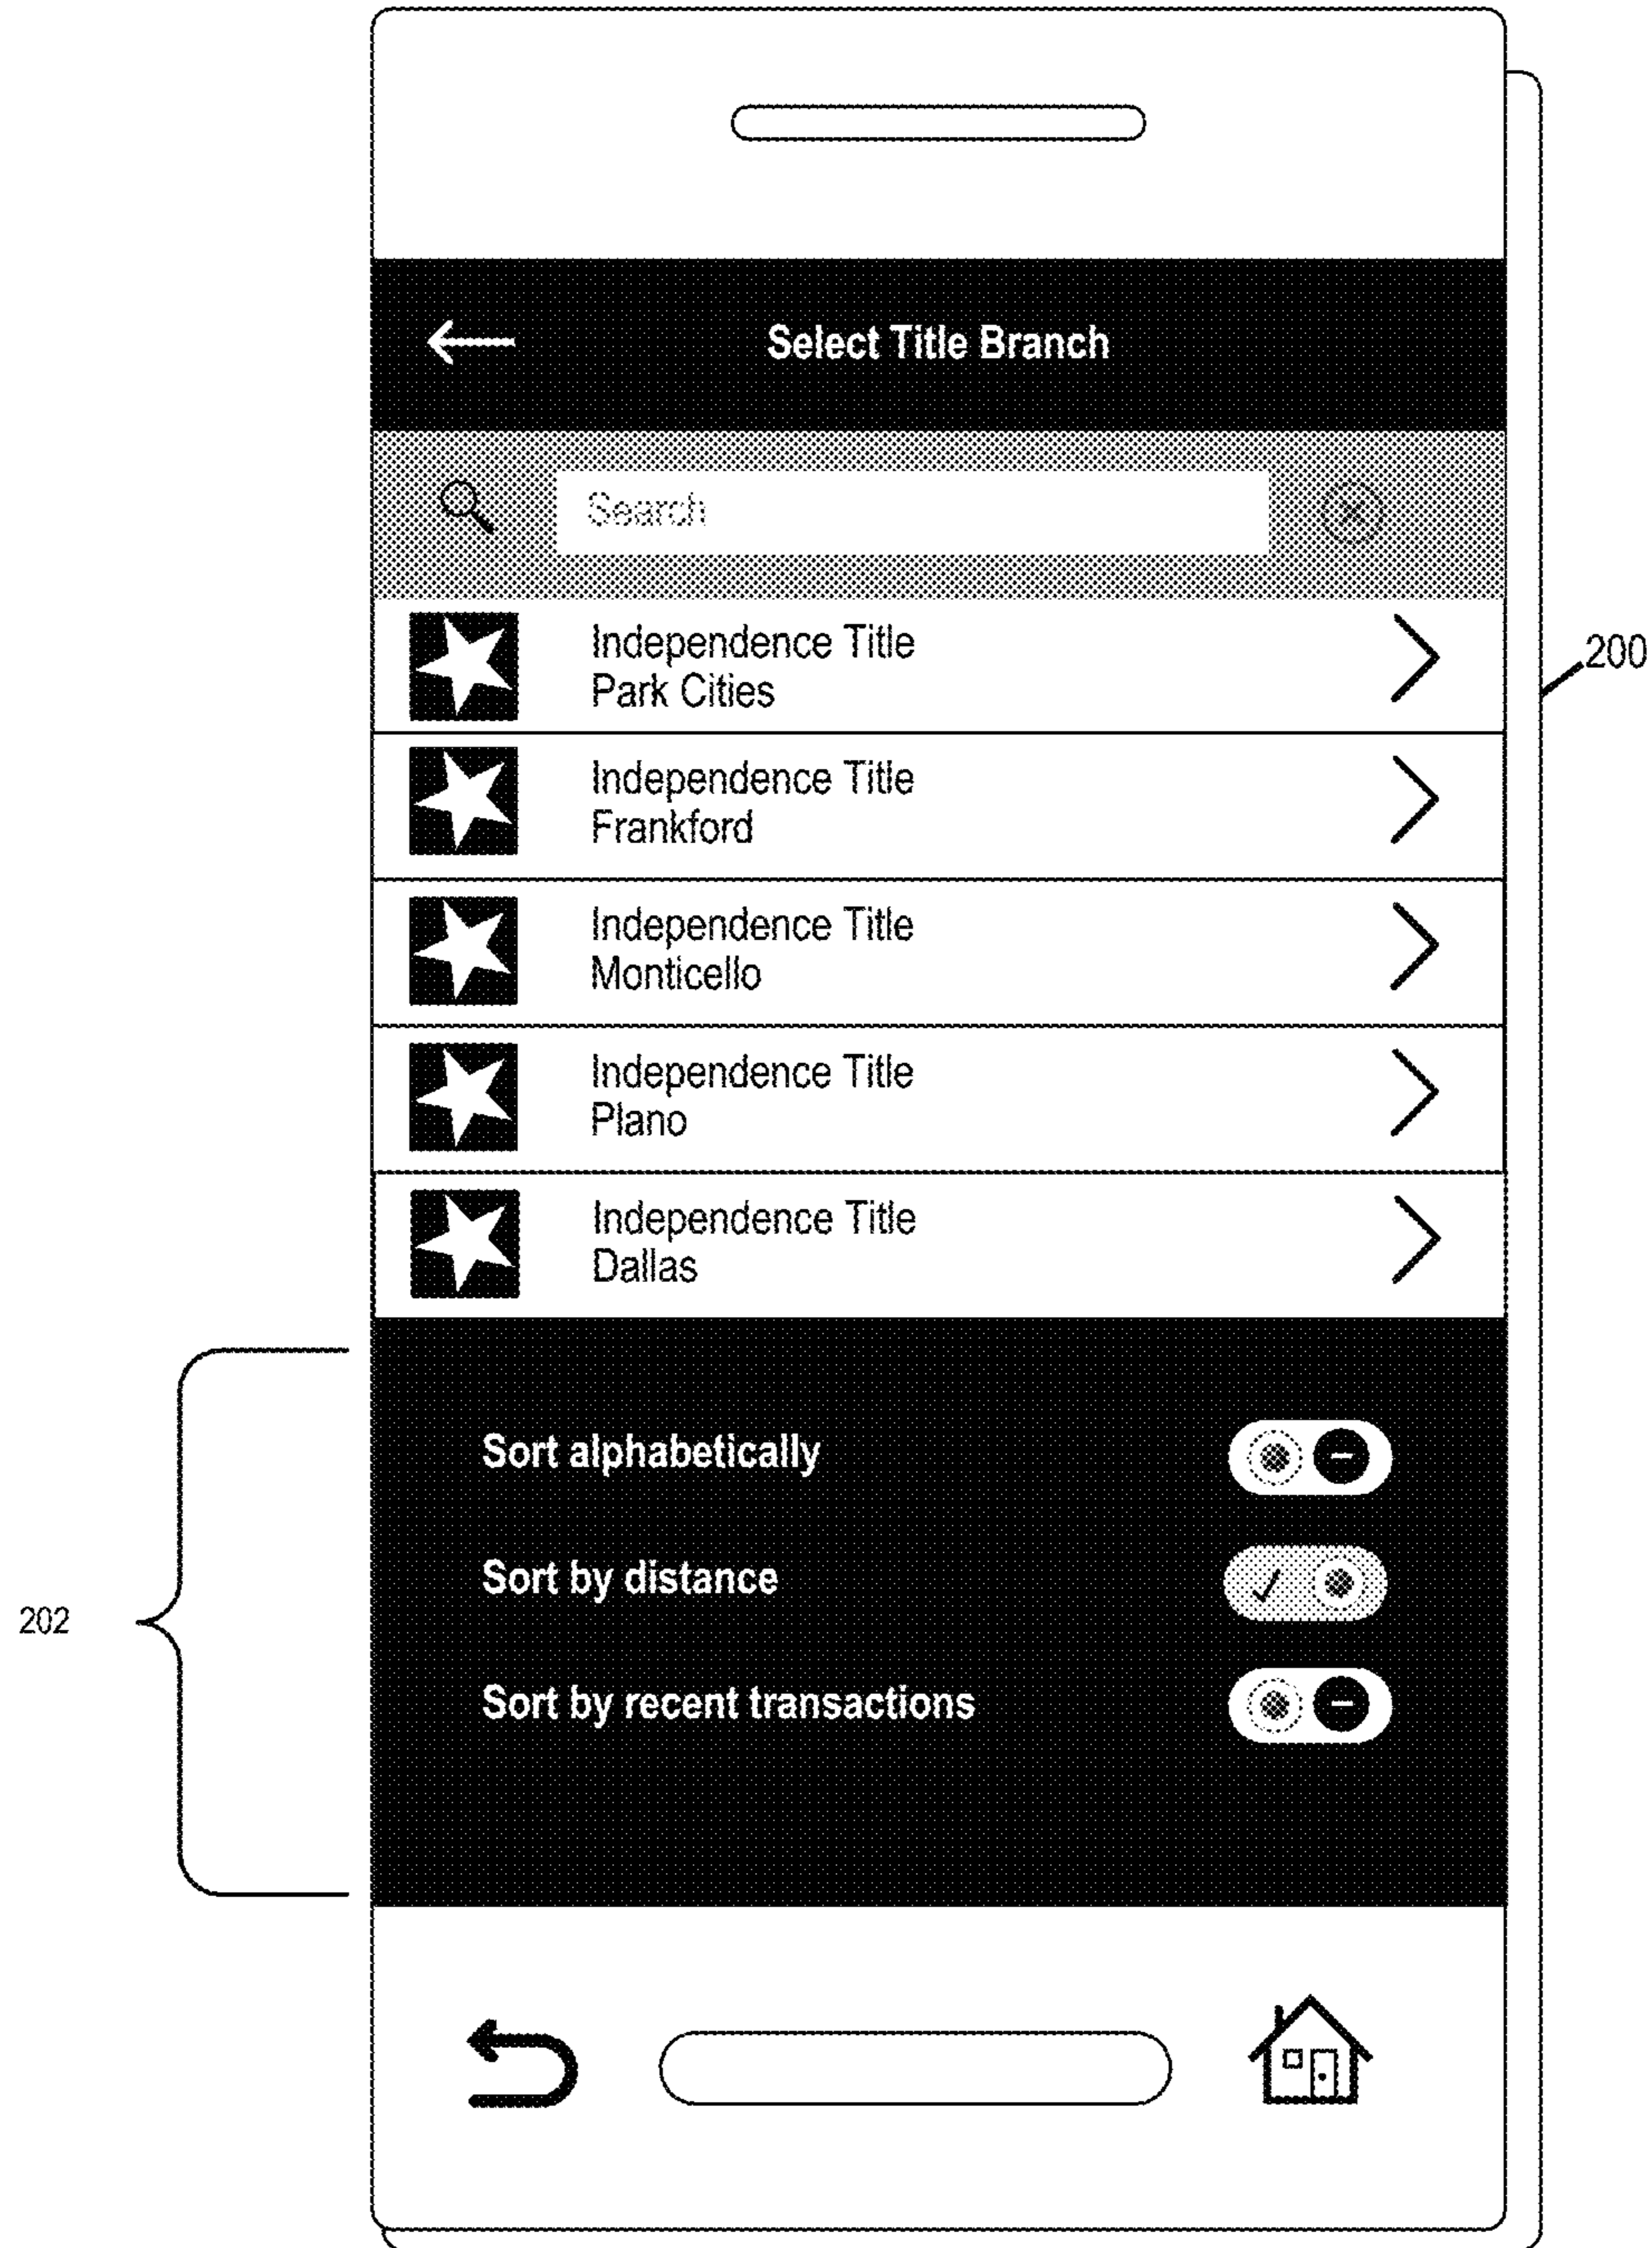 Select Title Branch
Search
Independence Title
Park Cities
200
Independence Title
Frankford
Independence Title
Monticello
Independence Title
Plano
Independence Title
Dallas
Sort alphabetically
Sort by distance
202
Sort by recent transactions